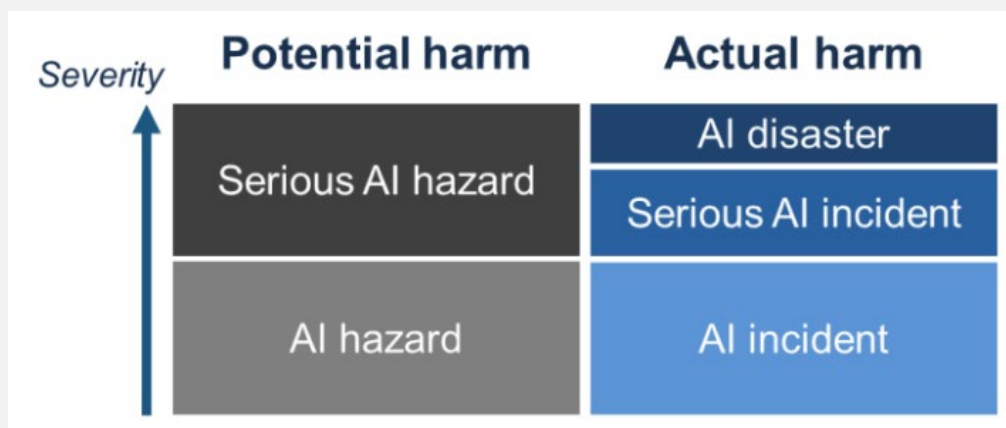 Severity
Potential harm
Actual harm
Serious AI hazard
AI disaster
Serious AI incident
AI hazard
AI incident